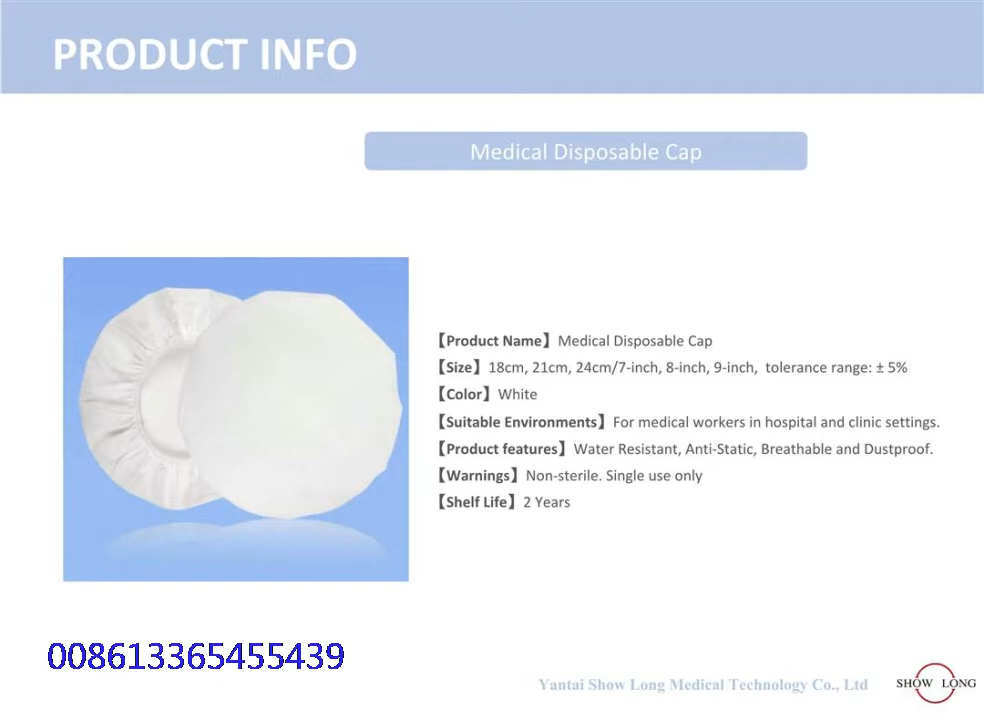 PRODUCT INFO
Medical Disposable Cap
【Product Name】Medical Disposable Cap
【Size】18cm, 21cm, 24cm/7-inch, 8-inch, 9-inch, tolerance range: ± 5%
【Color】White
【Suitable Environments】For medical workers in hospital and clinic settings.
【Product features】Water Resistant, Anti-Static, Breathable and Dustproof.
【Warnings】Non-sterile. Single use only
【Shelf Life】2 Years
008613365455439
Yantai Show Long Medical Technology Co., Ltd
SHOW LONG